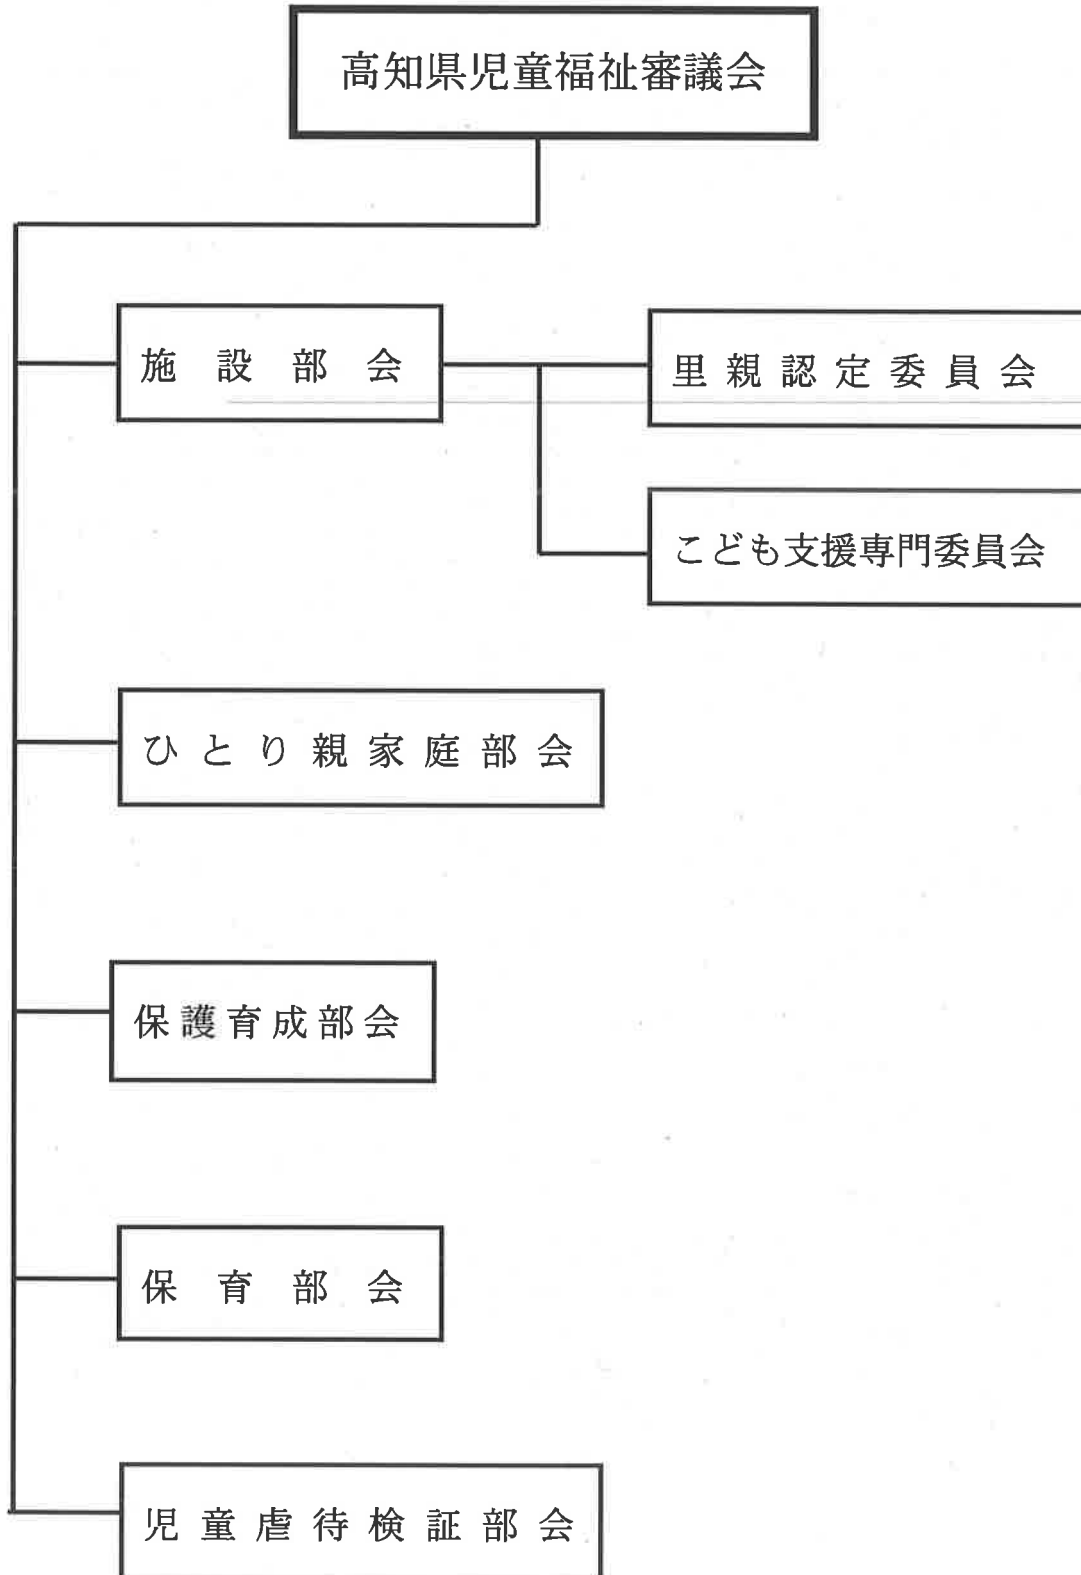 高知県児童福祉審議会
施設部会
里親認定委員会
こども支援専門委員会
ひとり親家庭部会
保護育成部会
保育部会
児童虐待検証部会